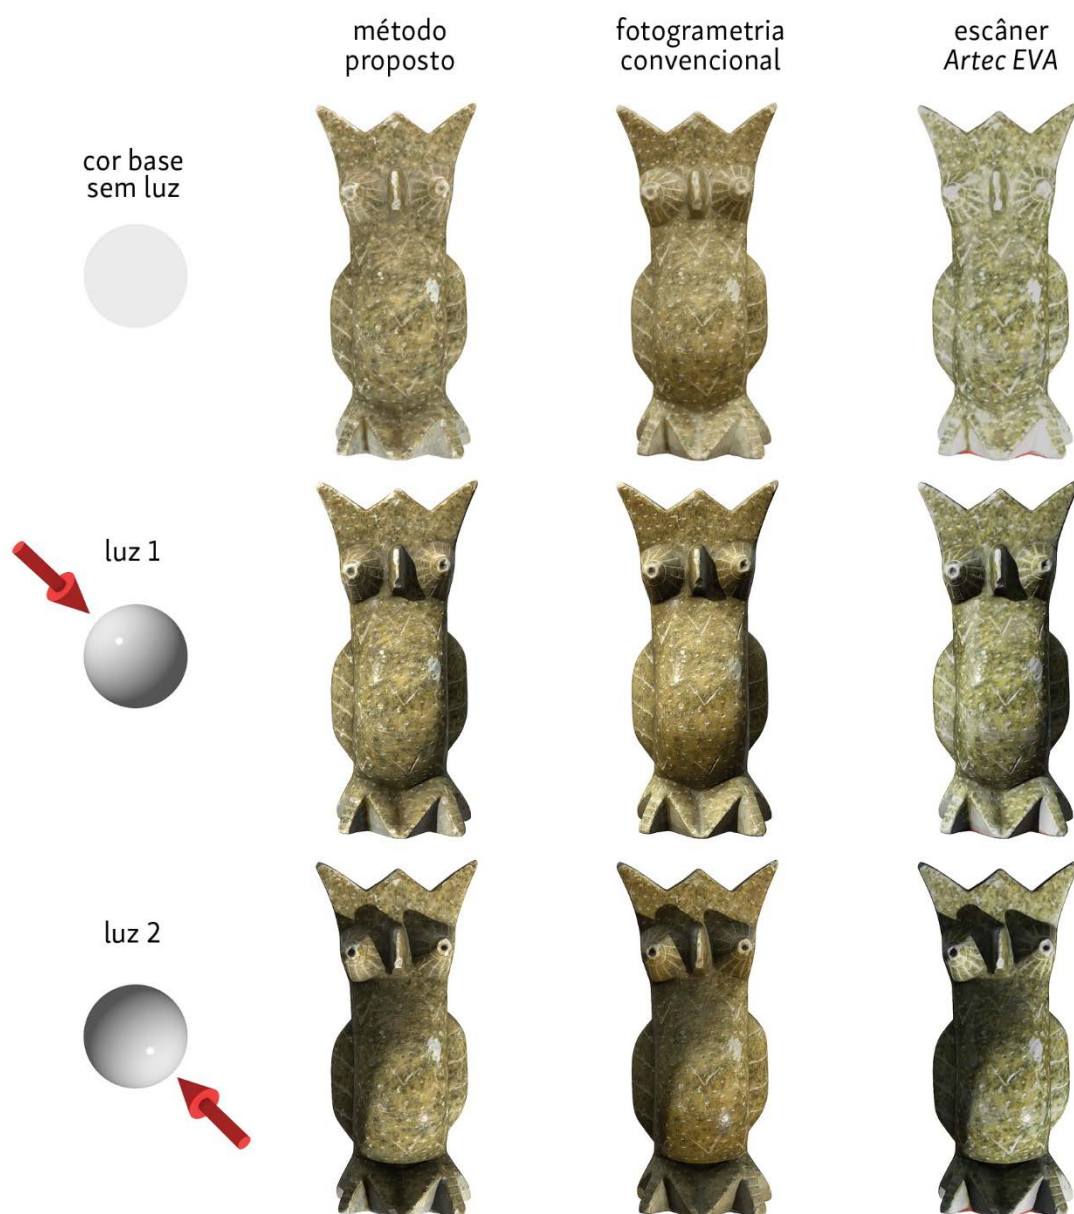 método
proposto
fotogrametria
convencional
escâner
Artec EVA
cor base
sem luz
luz 1
luz 2